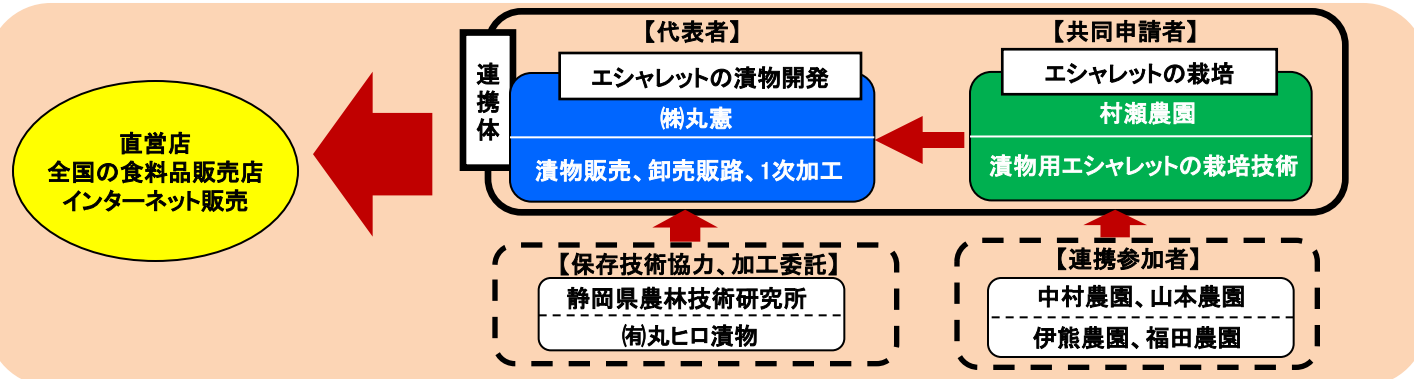 直営店
全国の食料品販売店
インターネット販売
連携体
【代表者】
エシャレットの漬物開発
㈱丸憲
漬物販売、卸売販路、1次加工
【共同申請者】
エシャレットの栽培
村瀬農園
漬物用エシャレットの栽培技術
【保存技術協力、加工委託】
静岡県農林技術研究所
㈲丸ヒロ漬物
【連携参加者】
中村農園、山本農園
伊熊農園、福田農園